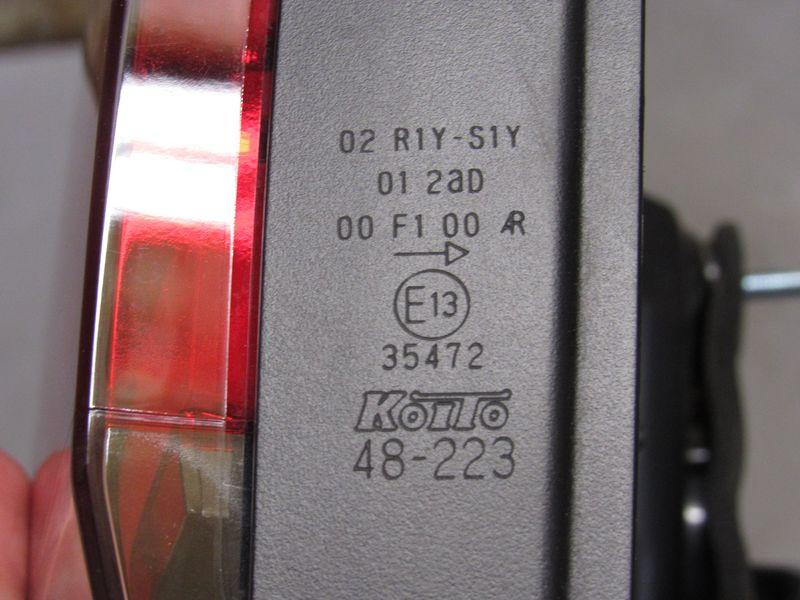 02 R1Y-S1Y
01 2aD
00 F1 00 AR
E13
35472
KOITO
48-223